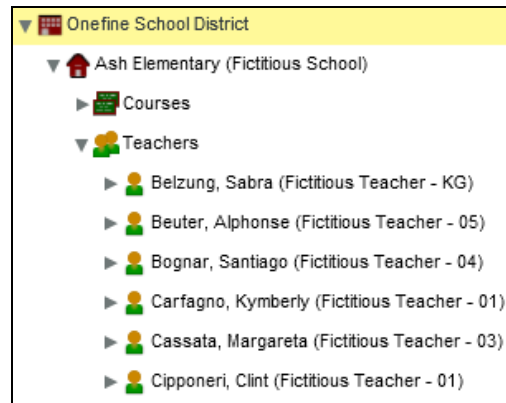 Onefine School District
Ash Elementary (Fictitious School)
Courses
Teachers
Belzung, Sabra (Fictitious Teacher - KG)
Beuter, Alphonse (Fictitious Teacher - 05)
Bognar, Santiago (Fictitious Teacher - 04)
Carfagno, Kymberly (Fictitious Teacher - 01)
Cassata, Margareta (Fictitious Teacher - 03)
Cipponeri, Clint (Fictitious Teacher - 01)